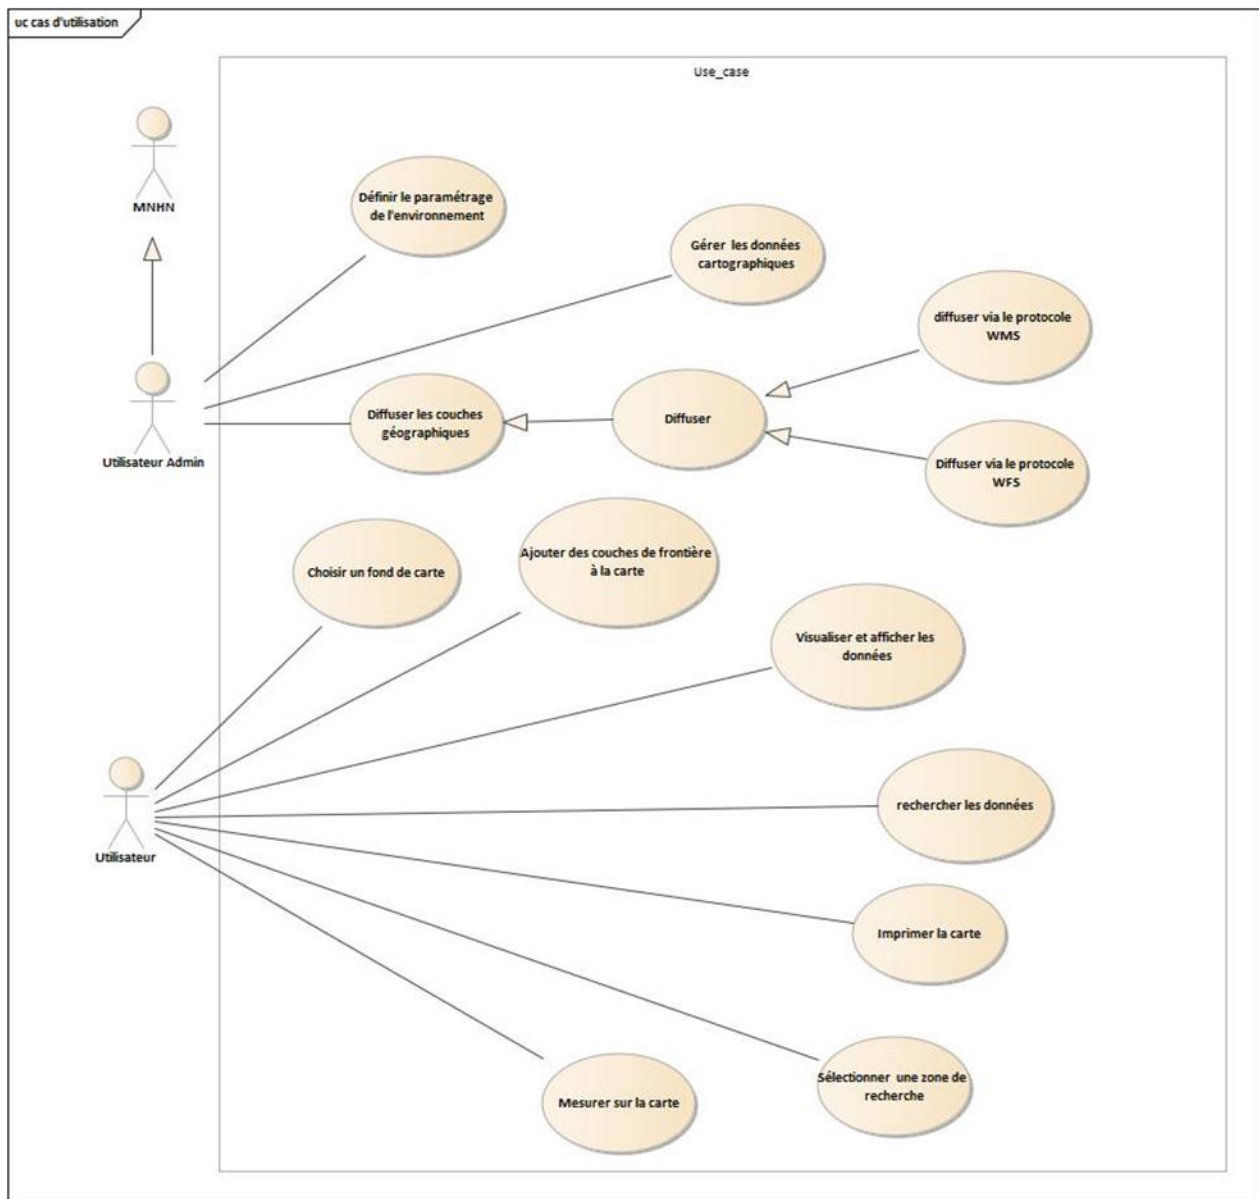 uc cas d'utilisation
Use_case
MNHN
Définir le paramétrage
de l'environnement
Gérer les données
cartographiques
diffuser via le protocole
WMS
Utilisateur Admin
Diffuser les couches
géographiques
Diffuser
Diffuser via le protocole
WFS
Choisir un fond de carte
Ajouter des couches de frontière
à la carte
Visualiser et afficher les
données
Utilisateur
rechercher les données
Imprimer la carte
Sélectionner une zone de
recherche
Mesurer sur la carte